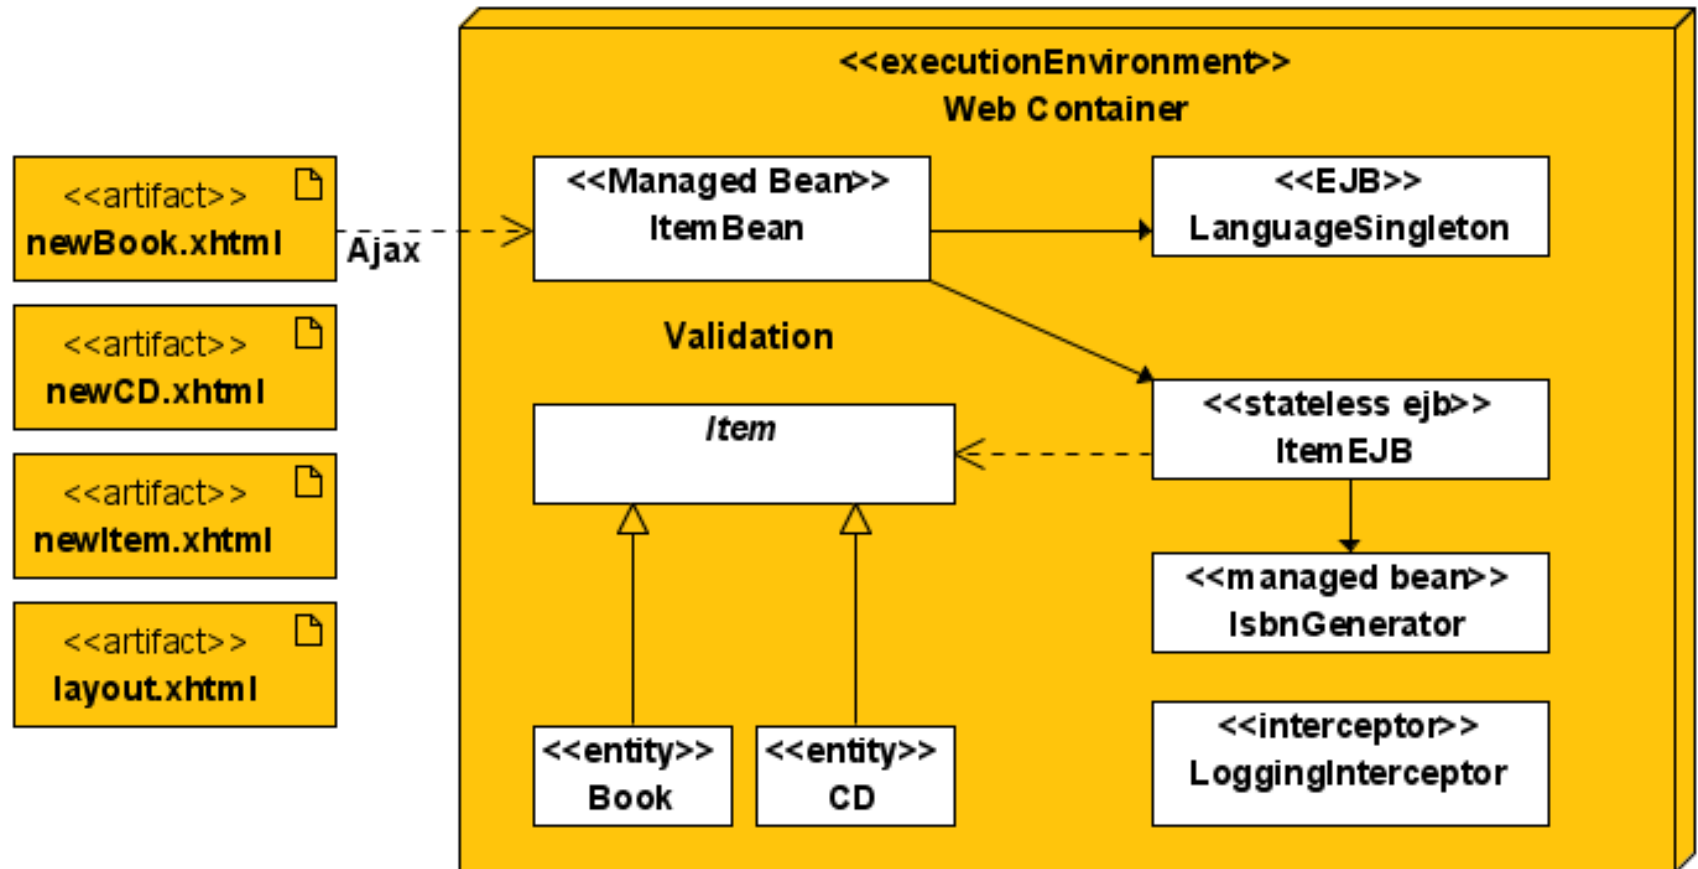 <<executionEnvironment>>
Web Container
<<artifact>>
newBook.xhtml
Ajax
<<artifact>>
newCD.xhtml
<<artifact>>
newItem.xhtml
<<artifact>>
layout.xhtml
<<Managed Bean>>
ItemBean
<<EJB>>
LanguageSingleton
Validation
Item
<<stateless ejb>>
ItemEJB
<<managed bean>>
IsbnGenerator
<<entity>>
Book
<<entity>>
CD
<<interceptor>>
LoggingInterceptor